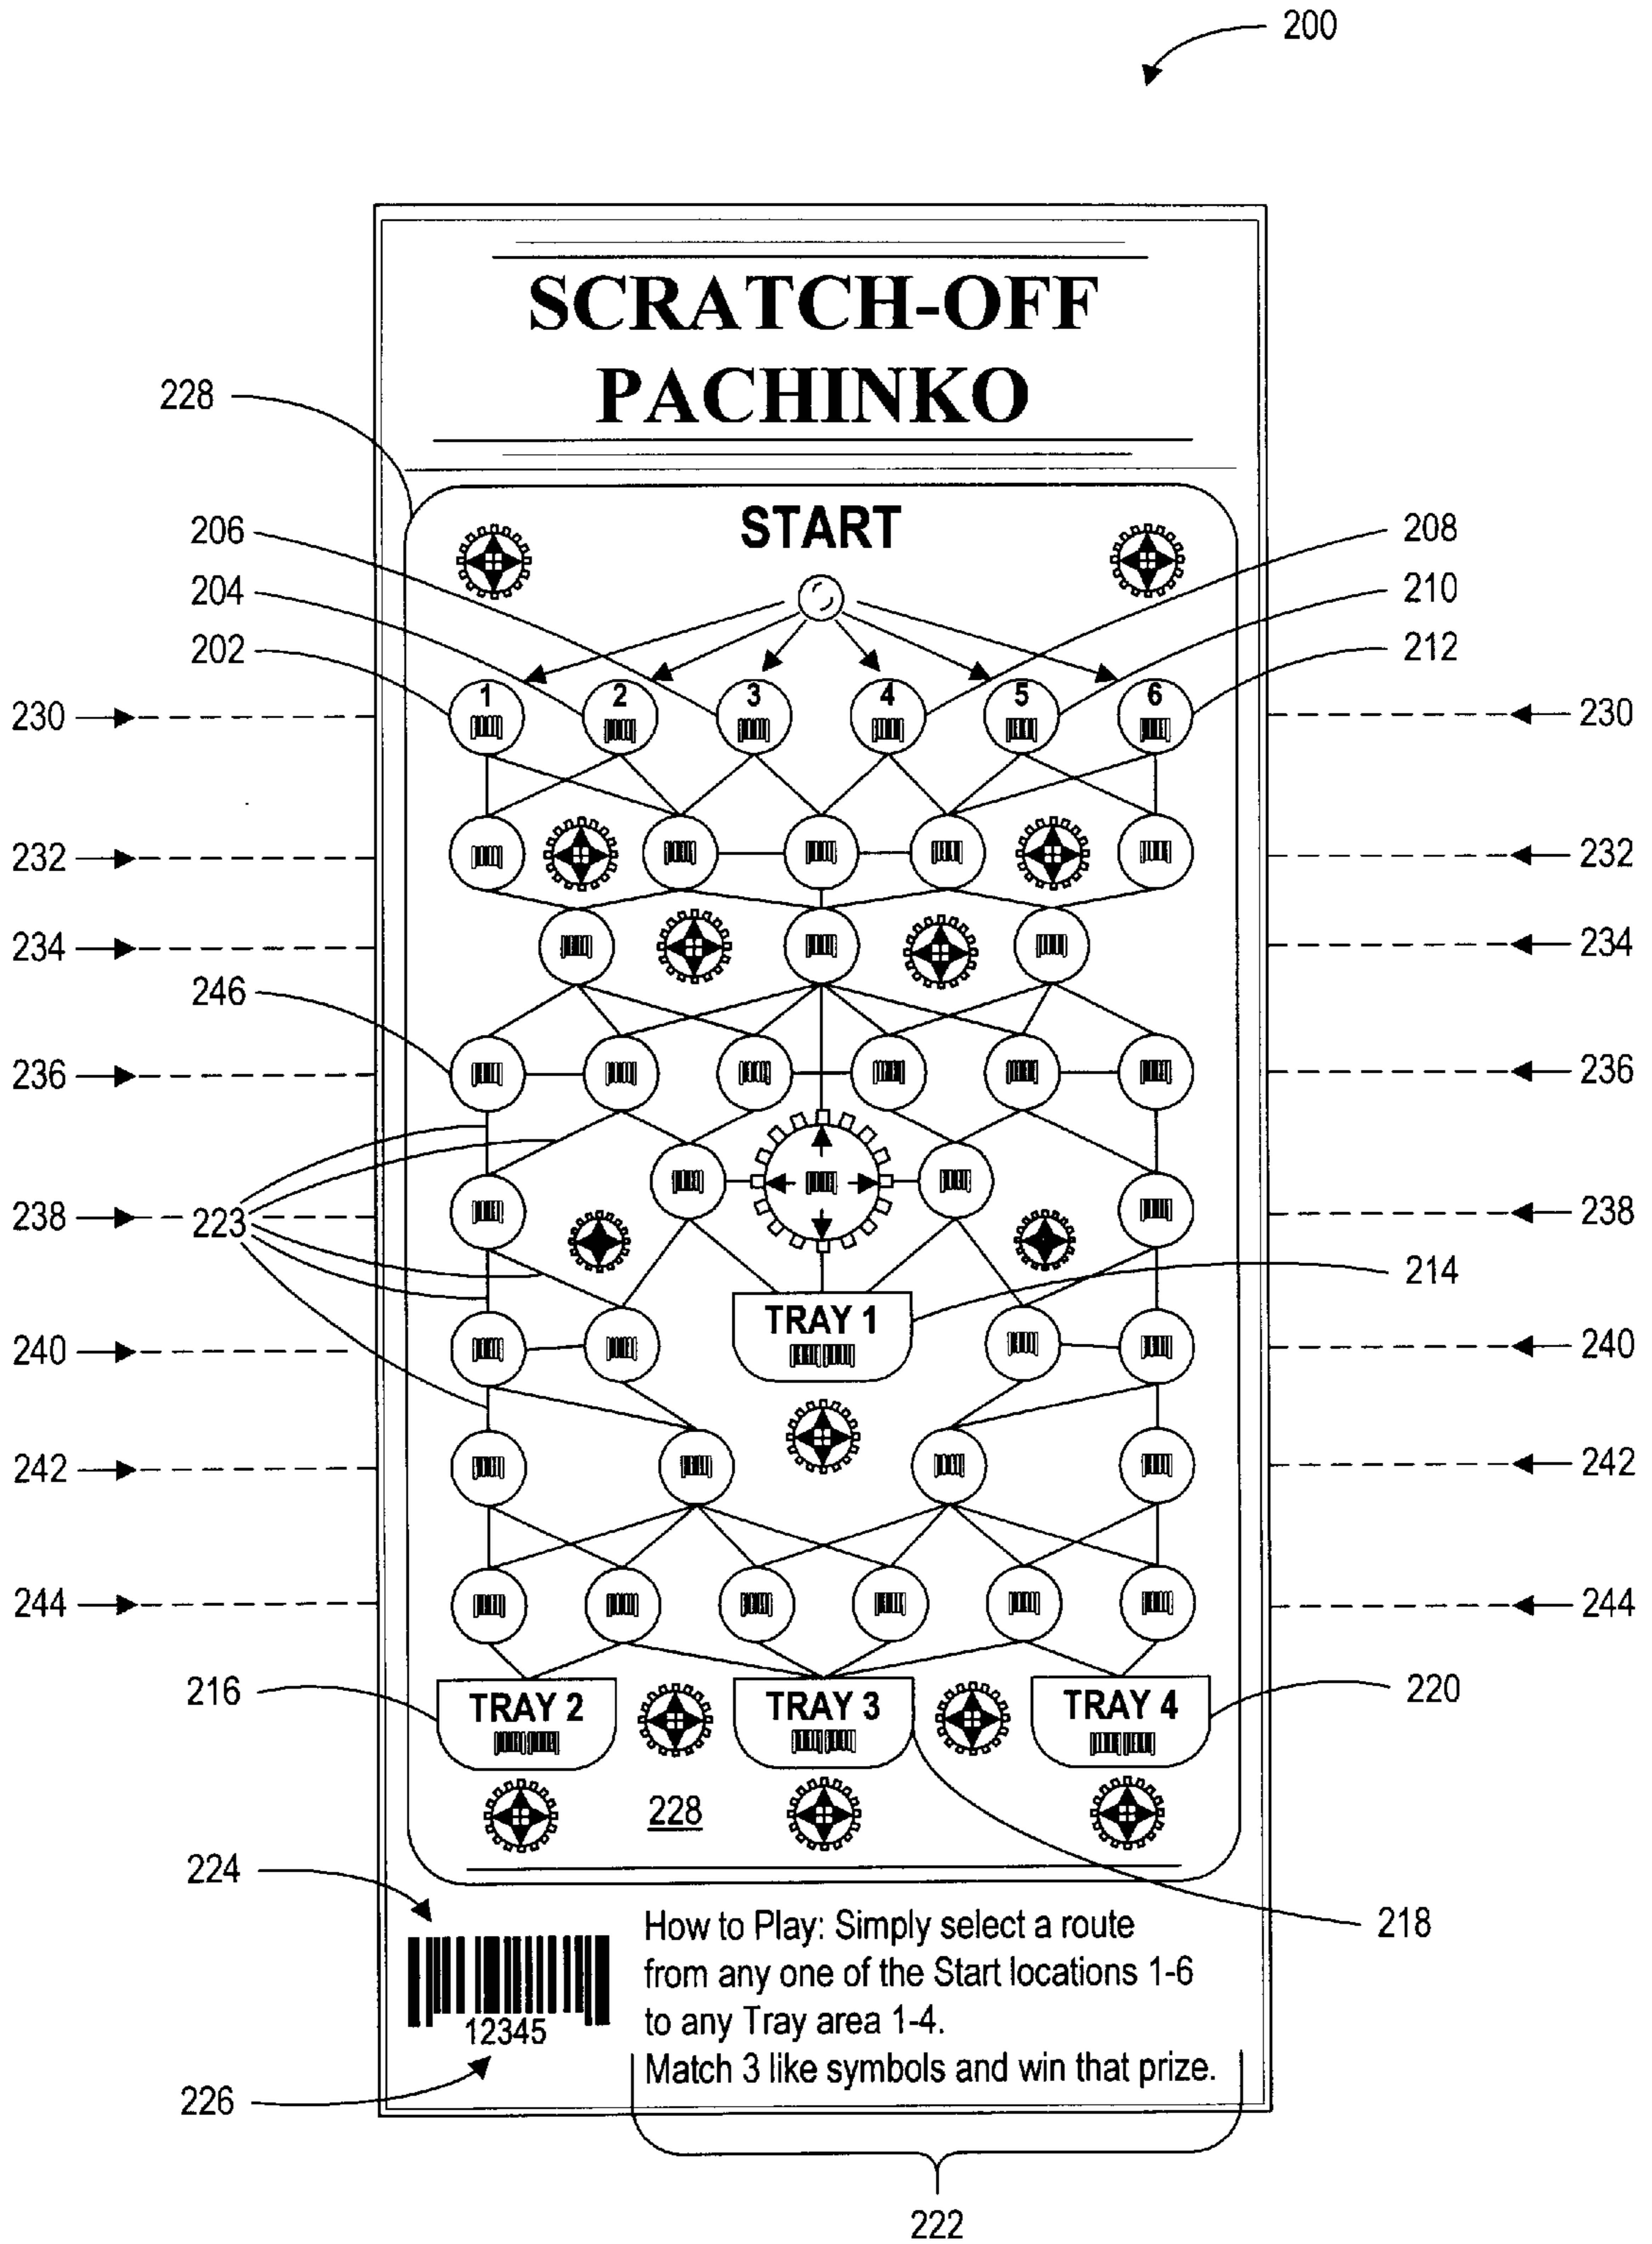 200
SCRATCH-OFF
PACHINKO
228
START
206
208
204
210
202
212
1 2 3 4 5 6
230 230
232 232
234 234
246
236 236
238 223 238
214
TRAY 1
240 240
242 242
244 244
216 TRAY 2 TRAY 3 TRAY 4 220
228
224
How to Play: Simply select a route
218
from any one of the Start locations 1-6
to any Tray area 1-4.
12345
Match 3 like symbols and win that prize.
226
222